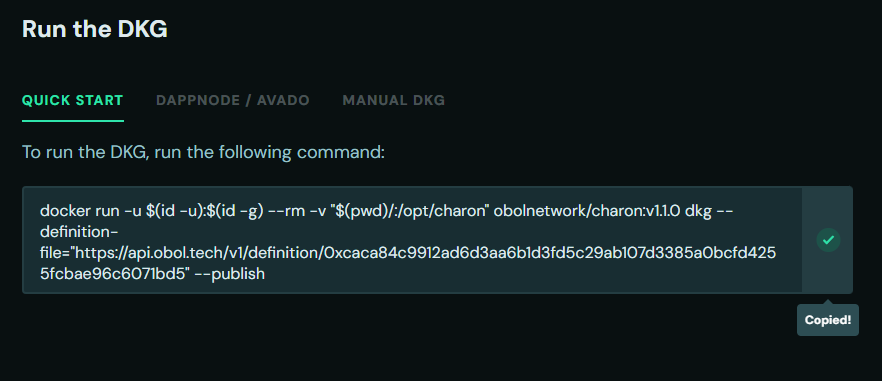 Run the DKG
QUICK START DAPPNODE / AVADO MANUAL DKG
To run the DKG, run the following command:
docker run -u $(id -u):$(id -g) --rm -v "$(pwd)/:/opt/charon" obolnetwork/charon:v1.1.0 dkg --
definition-
file="https://api.obol.tech/v1/definition/0xcaca84c9912ad6d3aa6b1d3fd5c29ab107d3385a0bcfd425
5fcbae96c6071bd5" --publish
Copied!